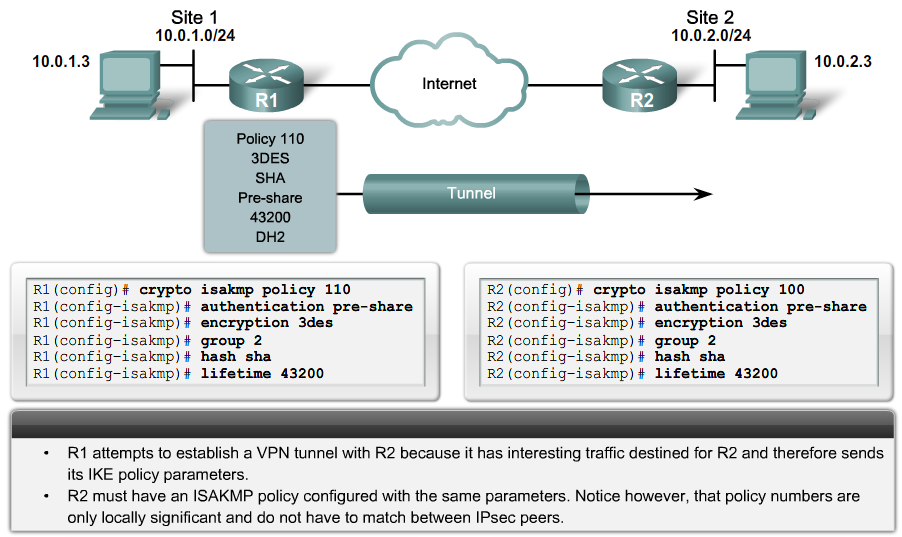 Site 1
10.0.1.0/24
Site 2
10.0.2.0/24
10.0.1.3
R1
Internet
R2
10.0.2.3
Policy 110
3DES
SHA
Pre-share
43200
DH2
Tunnel
R1(config)# crypto isakmp policy 110
R1(config-isakmp)# authentication pre-share
R1(config-isakmp)# encryption 3des
R1(config-isakmp)# group 2
R1(config-isakmp)# hash sha
R1(config-isakmp)# lifetime 43200
R2(config)# crypto isakmp policy 100
R2(config-isakmp)# authentication pre-share
R2(config-isakmp)# encryption 3des
R2(config-isakmp)# group 2
R2(config-isakmp)# hash sha
R2(config-isakmp)# lifetime 43200
• R1 attempts to establish a VPN tunnel with R2 because it has interesting traffic destined for R2 and therefore sends
its IKE policy parameters.
• R2 must have an ISAKMP policy configured with the same parameters. Notice however, that policy numbers are
only locally significant and do not have to match between IPsec peers.